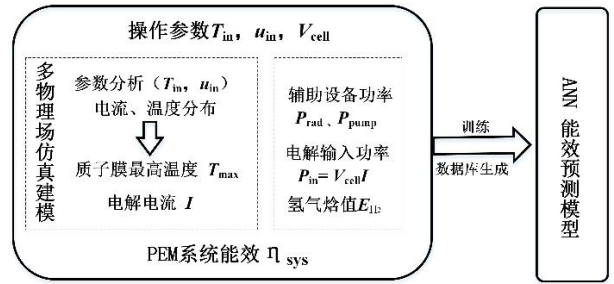 操作参数Tin，uin，Vcell
多物理场仿真建模
参数分析（Tin，uin）
电流、温度分布
质子膜最高温度 Tmax
电解电流 I
辅助设备功率
Prad、Ppump
电解输入功率
Pin= VcellI
氢气焓值EH2
PEM系统能效 ηsys
训练
数据库生成
ANN 能效预测模型